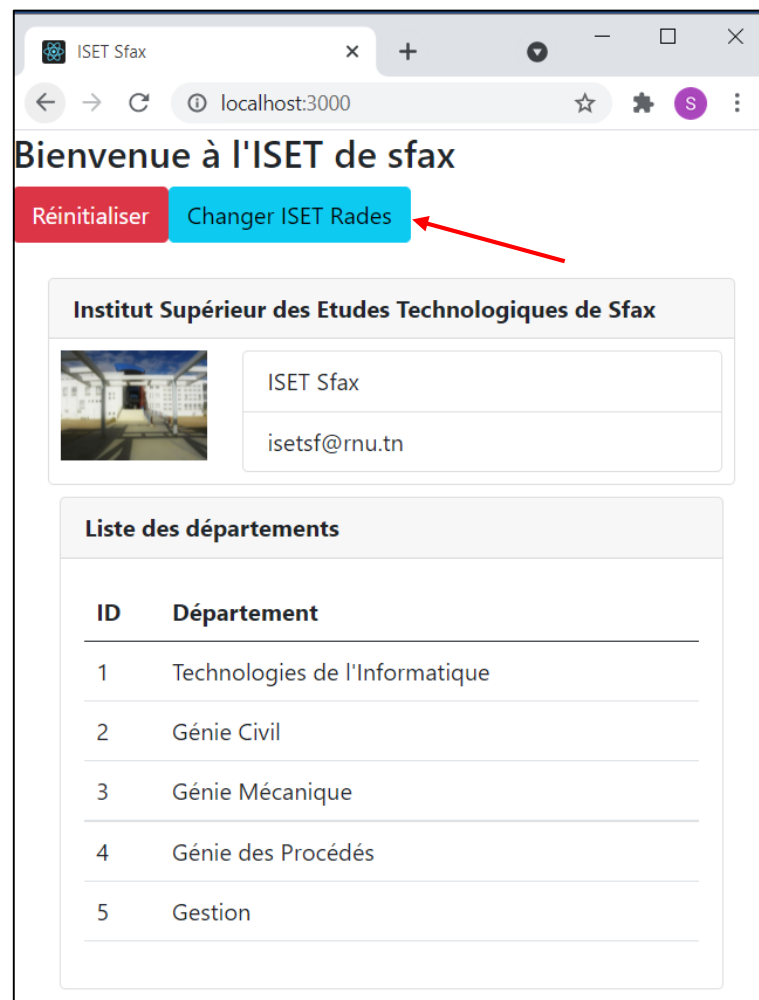 ISET Sfax
localhost:3000
S
Bienvenue à l'ISET de sfax
Réinitialiser Changer ISET Rades
Institut Supérieur des Etudes Technologiques de Sfax
ISET Sfax
isetsf@rnu.tn
Liste des départements
ID Département
1 Technologies de l'Informatique
2 Génie Civil
3 Génie Mécanique
4 Génie des Procédés
5 Gestion